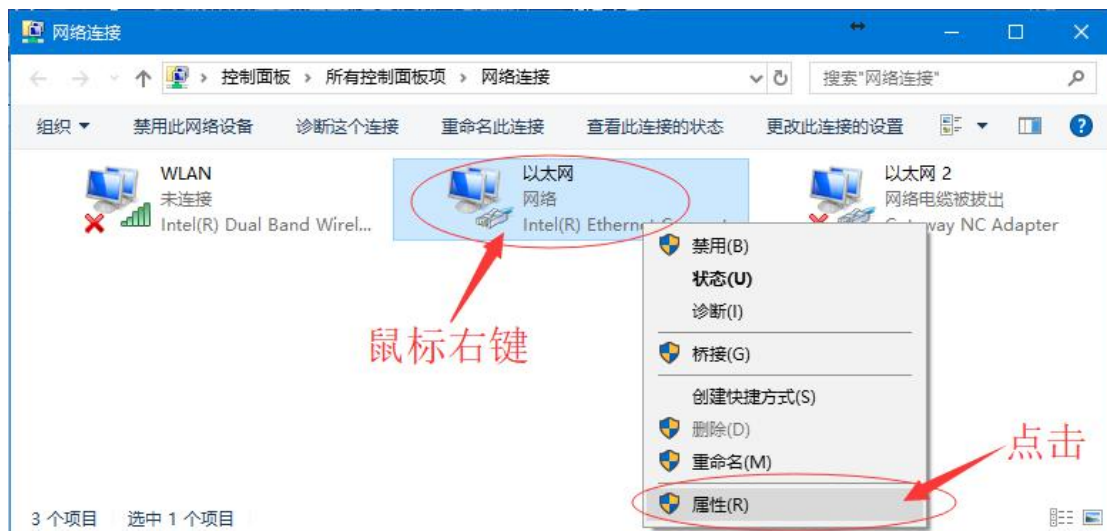 网络连接
控制面板 › 所有控制面板项 › 网络连接
搜索"网络连接"
组织 禁用此网络设备 诊断这个连接 重命名此连接 查看此连接的状态 更改此连接的设置
WLAN
未连接
Intel(R) Dual Band Wirel...
以太网
网络
Intel(R) Ethern
以太网 2
网络电缆被拔出
way NC Adapter
禁用(B)
状态(U)
诊断(I)
桥接(G)
创建快捷方式(S)
删除(D)
重命名(M)
属性(R)
鼠标右键
点击
3 个项目 选中 1 个项目